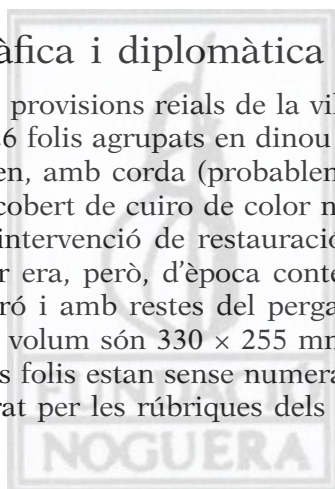 àfica i diplomàtica
provisions reials de la vi
6 folis agrupats en dinou
en, amb corda (probablen
cobert de cuiro de color n
intervenció de restauració
r era, però, d'època conte
ró i amb restes del perga
volum són 330 × 255 mm
s folis estan sense numera
rat per les rúbriques dels
FUNDACIÓ
NOGUERA